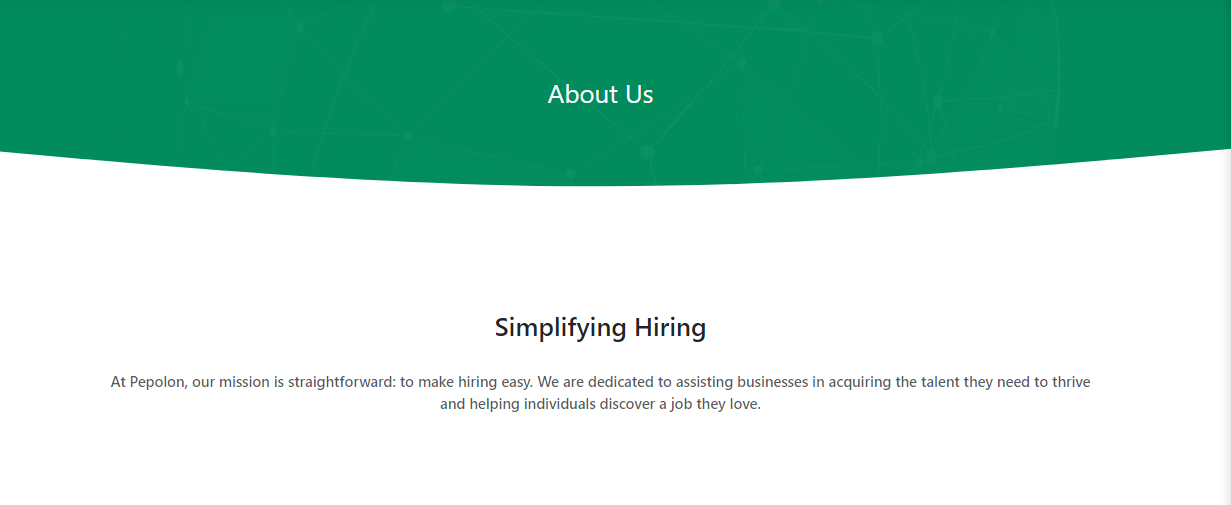 About Us
Simplifying Hiring
At Pepolon, our mission is straightforward: to make hiring easy. We are dedicated to assisting businesses in acquiring the talent they need to thrive
and helping individuals discover a job they love.